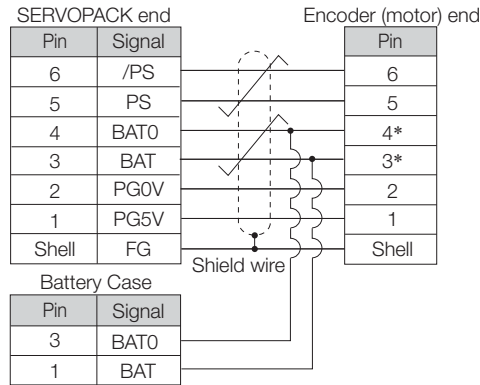 SERVOPACK end Encoder (motor) end
Pin Signal Pin
6 /PS 6
5 PS 5
4 BAT0 4*
3 BAT 3*
2 PG0V 2
1 PG5V 1
Shell FG Shell
Shield wire
Battery Case
Pin Signal
3 BAT0
1 BAT